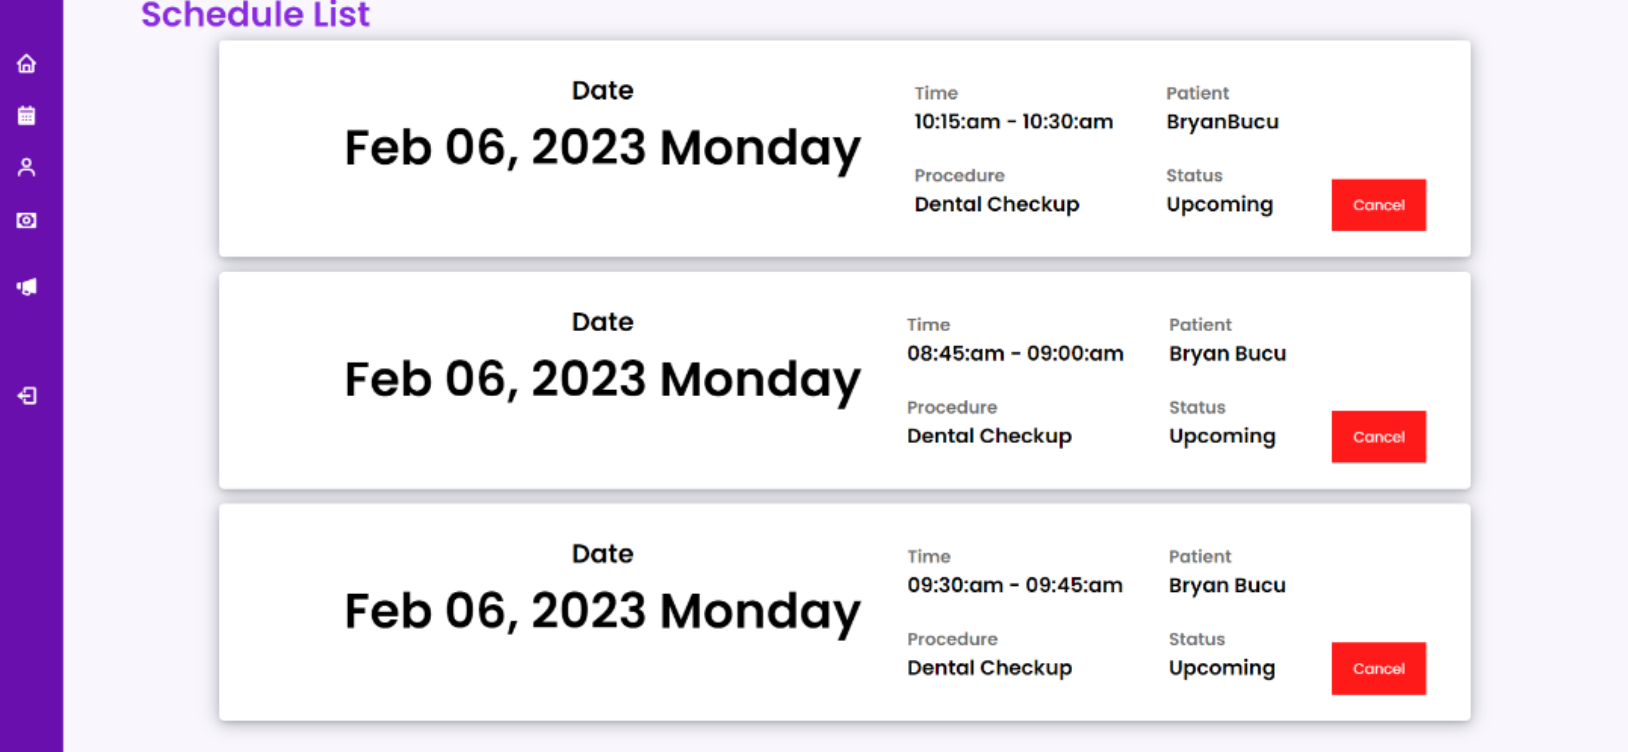 Schedule List
Date
Feb 06, 2023 Monday
Time
10:15:am - 10:30:am
Patient
BryanBucu
Procedure
Dental Checkup
Status
Upcoming
Cancel
Date
Feb 06, 2023 Monday
Time
08:45:am - 09:00:am
Patient
Bryan Bucu
Procedure
Dental Checkup
Status
Upcoming
Cancel
Date
Feb 06, 2023 Monday
Time
09:30:am - 09:45:am
Patient
Bryan Bucu
Procedure
Dental Checkup
Status
Upcoming
Cancel